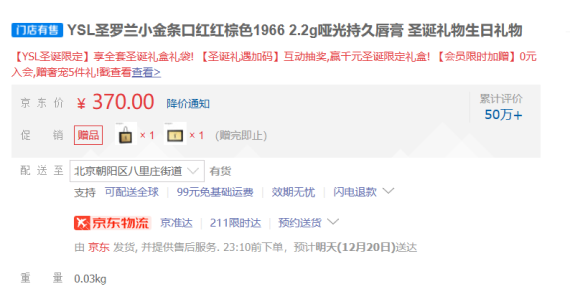 门店有售 YSL圣罗兰小金条口红红棕色1966 2.2g哑光持久唇膏 圣诞礼物生日礼物
【YSL圣诞限定】享全套圣诞礼盒礼袋! 【圣诞礼遇加码】互动抽奖,赢千元圣诞限定礼盒! 【会员限时加赠】0元
入会,赠奢宠5件礼!戳查看查看>
京 东 价 ¥ 370.00 降价通知 累计评价
50万+
促 销 赠品 × 1 × 1 (赠完即止)
配 送 至 北京朝阳区八里庄街道 有货
支持 可配送全球 99元免基础运费 效期无忧 闪电退款
京东物流 京准达 211限时达 预约送货
由 京东 发货, 并提供售后服务. 23:10前下单，预计明天(12月20日)送达
重 量 0.03kg